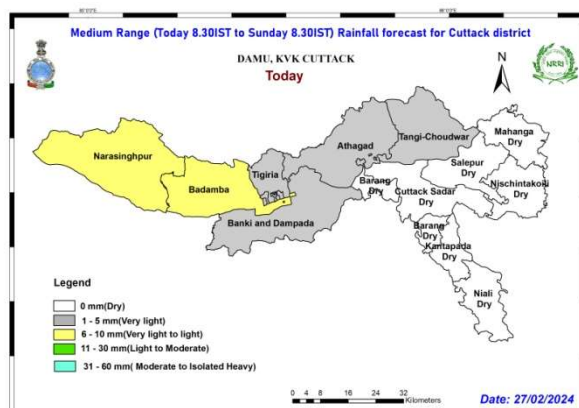 Medium Range (Today 8.30IST to Sunday 8.30IST) Rainfall forecast for Cuttack district
DAMU, KVK CUTTACK
Today
N
NRRI
Narasinghpur
Badamba
Tigiria
Athagad
Tangi-Choudwar
Banki and Dampada
Mahanga
Dry
Salepur
Dry
Nischintakoili
Dry
Barang
Dry
Cuttack Sadar
Dry
Barang
Dry
Kantapada
Dry
Niali
Dry
Legend
0 mm(Dry)
1 - 5 mm(Very light)
6 - 10 mm(Very light to light)
11 - 30 mm(Light to Moderate)
31 - 60 mm( Moderate to Isolated Heavy)
0 4 8 16 24 32
Kilometers
Date: 27/02/2024